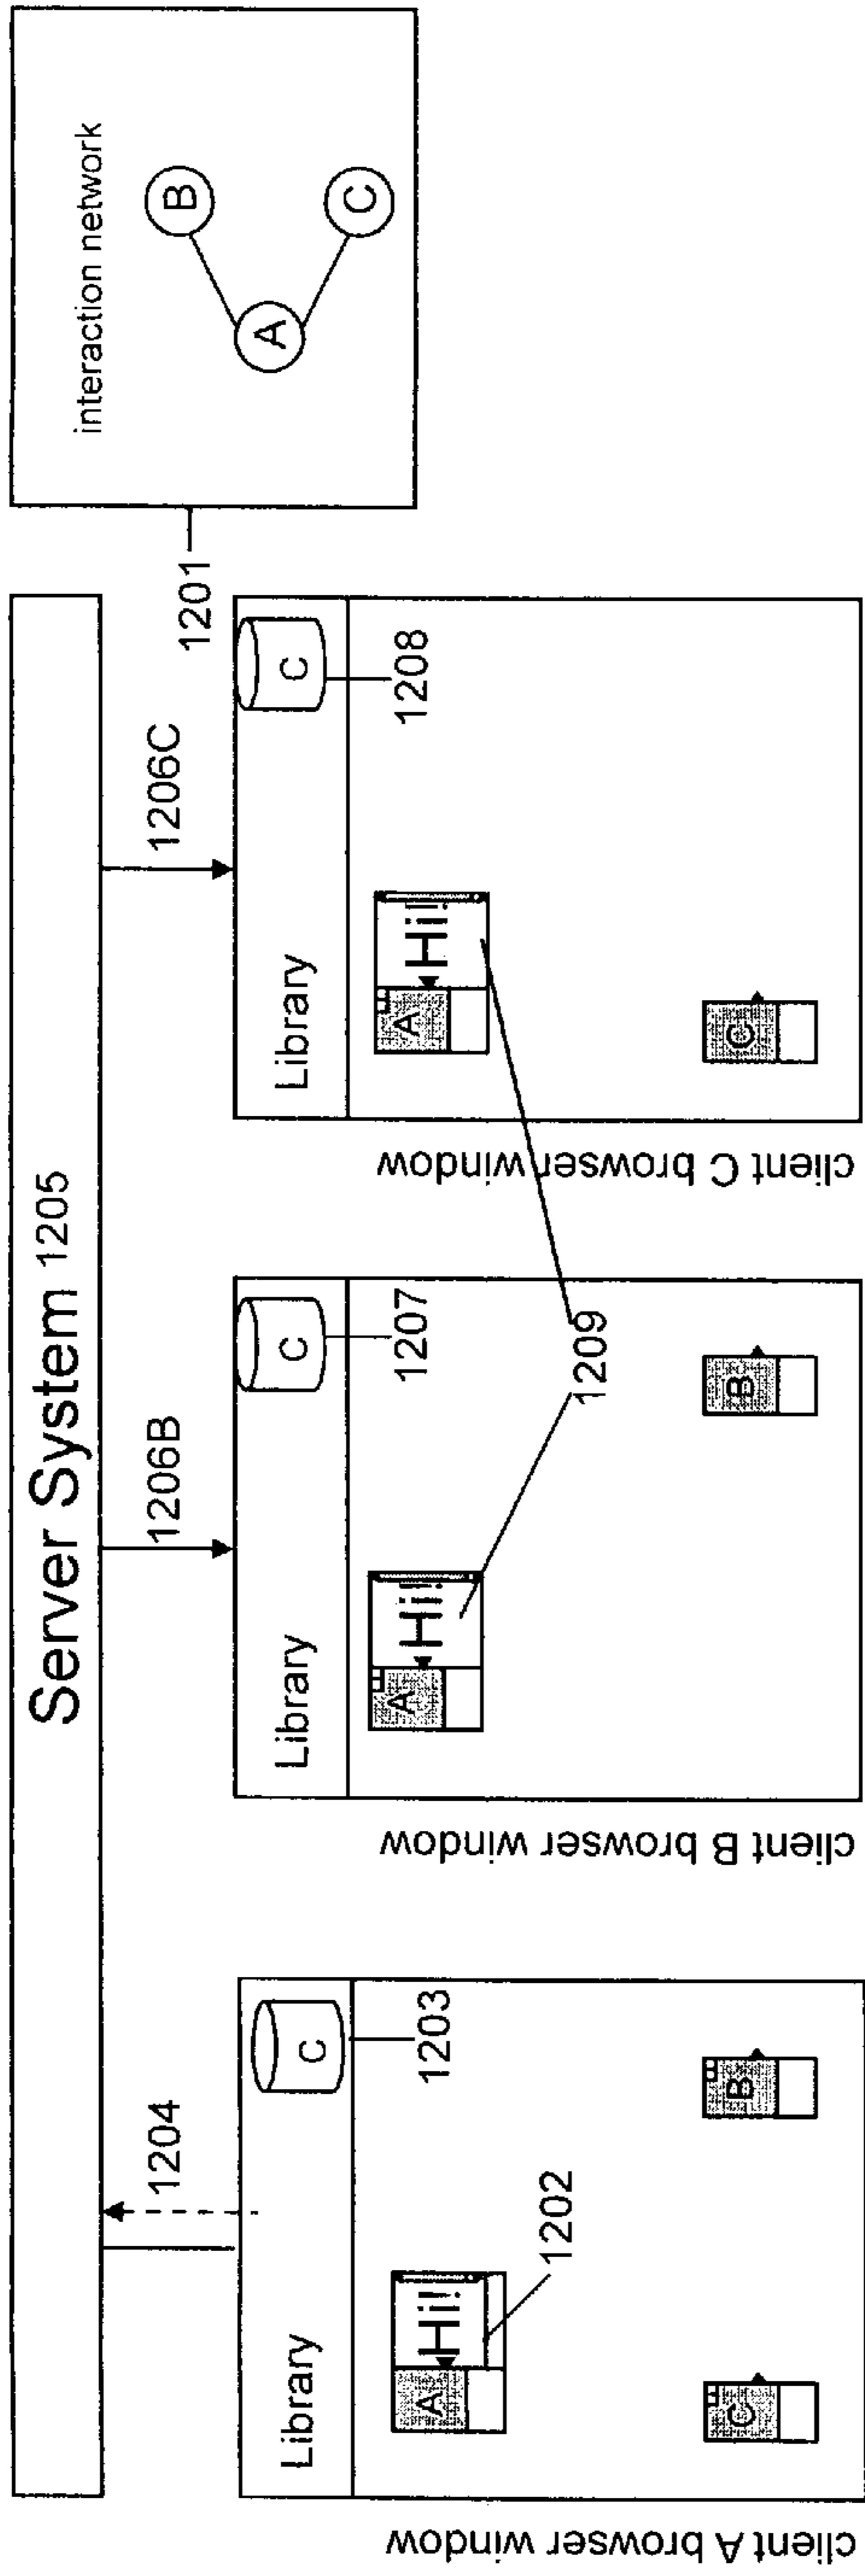 Server System 1205
interaction network
B
A
C
1201
1204
1206B
1206C
client A browser window
Library
C
1203
A
Hi!
1202
C
B
client B browser window
Library
C
1207
A
Hi!
B
1209
client C browser window
Library
C
1208
A
Hi!
C